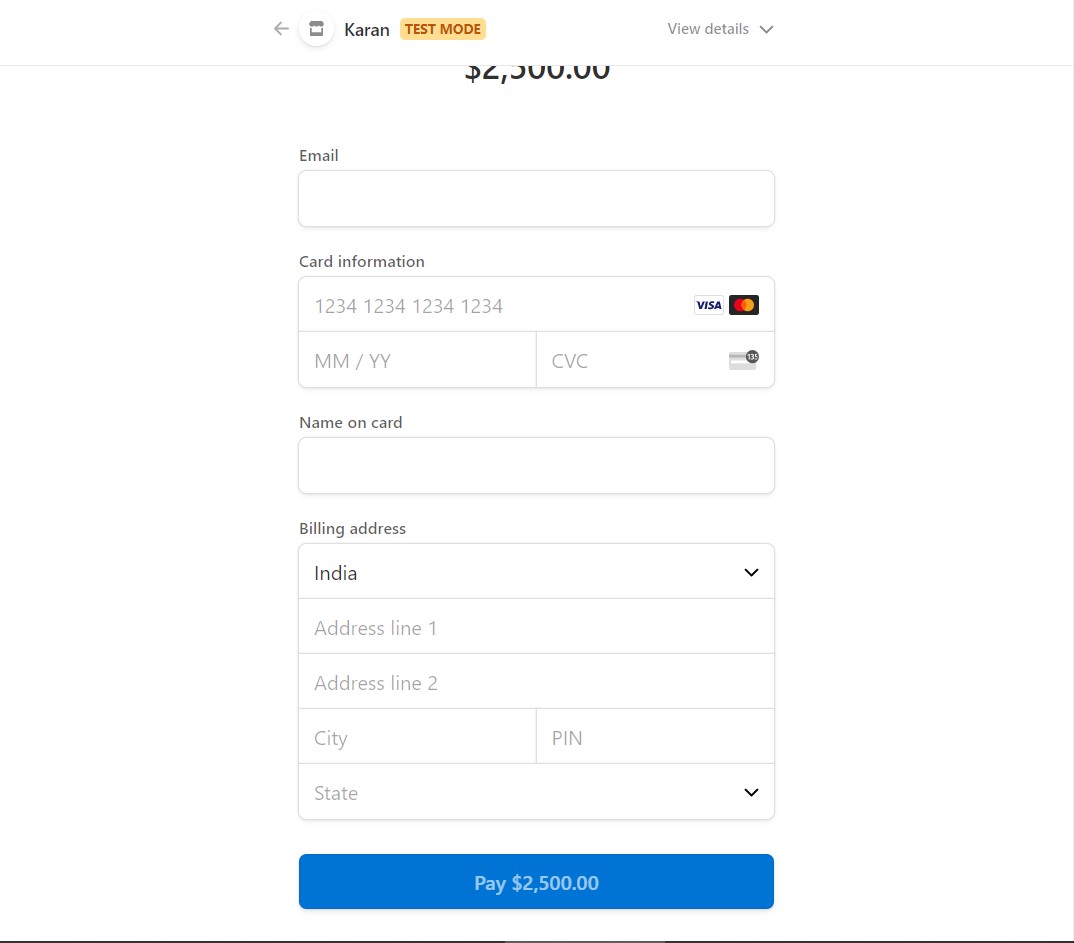 Karan TEST MODE View details
$2,500.00
Email
Card information
1234 1234 1234 1234 VISA
MM / YY CVC 135
Name on card
Billing address
India
Address line 1
Address line 2
City PIN
State
Pay $2,500.00